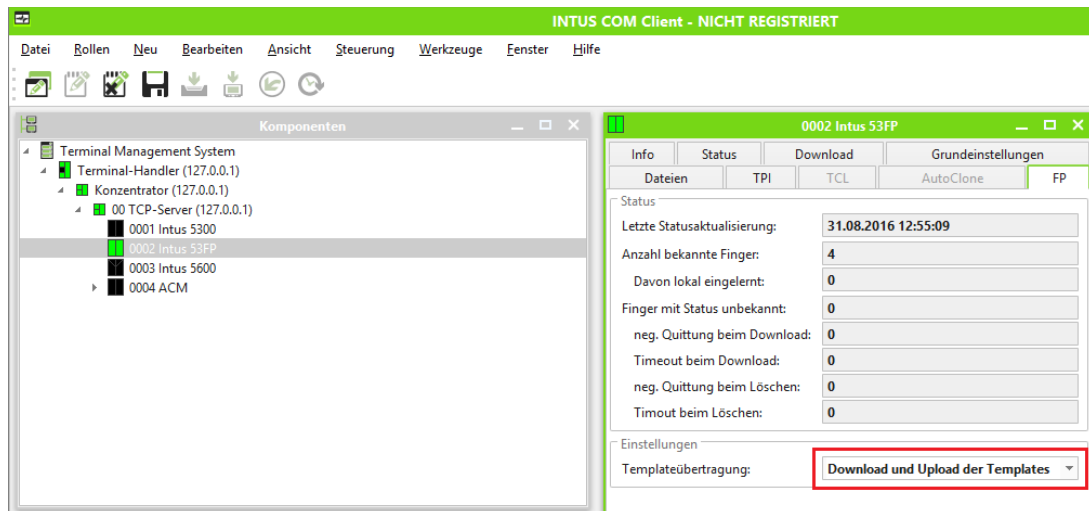 INTUS COM Client - NICHT REGISTRIERT
Datei Rollen Neu Bearbeiten Ansicht Steuerung Werkzeuge Fenster Hilfe
Komponenten
Terminal Management System
Terminal-Handler (127.0.0.1)
Konzentrator (127.0.0.1)
00 TCP-Server (127.0.0.1)
0001 Intus 5300
0002 Intus 53FP
0003 Intus 5600
0004 ACM
0002 Intus 53FP
Info Status Download Grundeinstellungen
Dateien TPI TCL AutoClone FP
Status
Letzte Statusaktualisierung: 31.08.2016 12:55:09
Anzahl bekannte Finger: 4
Davon lokal eingelernt: 0
Finger mit Status unbekannt: 0
neg. Quittung beim Download: 0
Timeout beim Download: 0
neg. Quittung beim Löschen: 0
Timout beim Löschen: 0
Einstellungen
Templateübertragung: Download und Upload der Templates